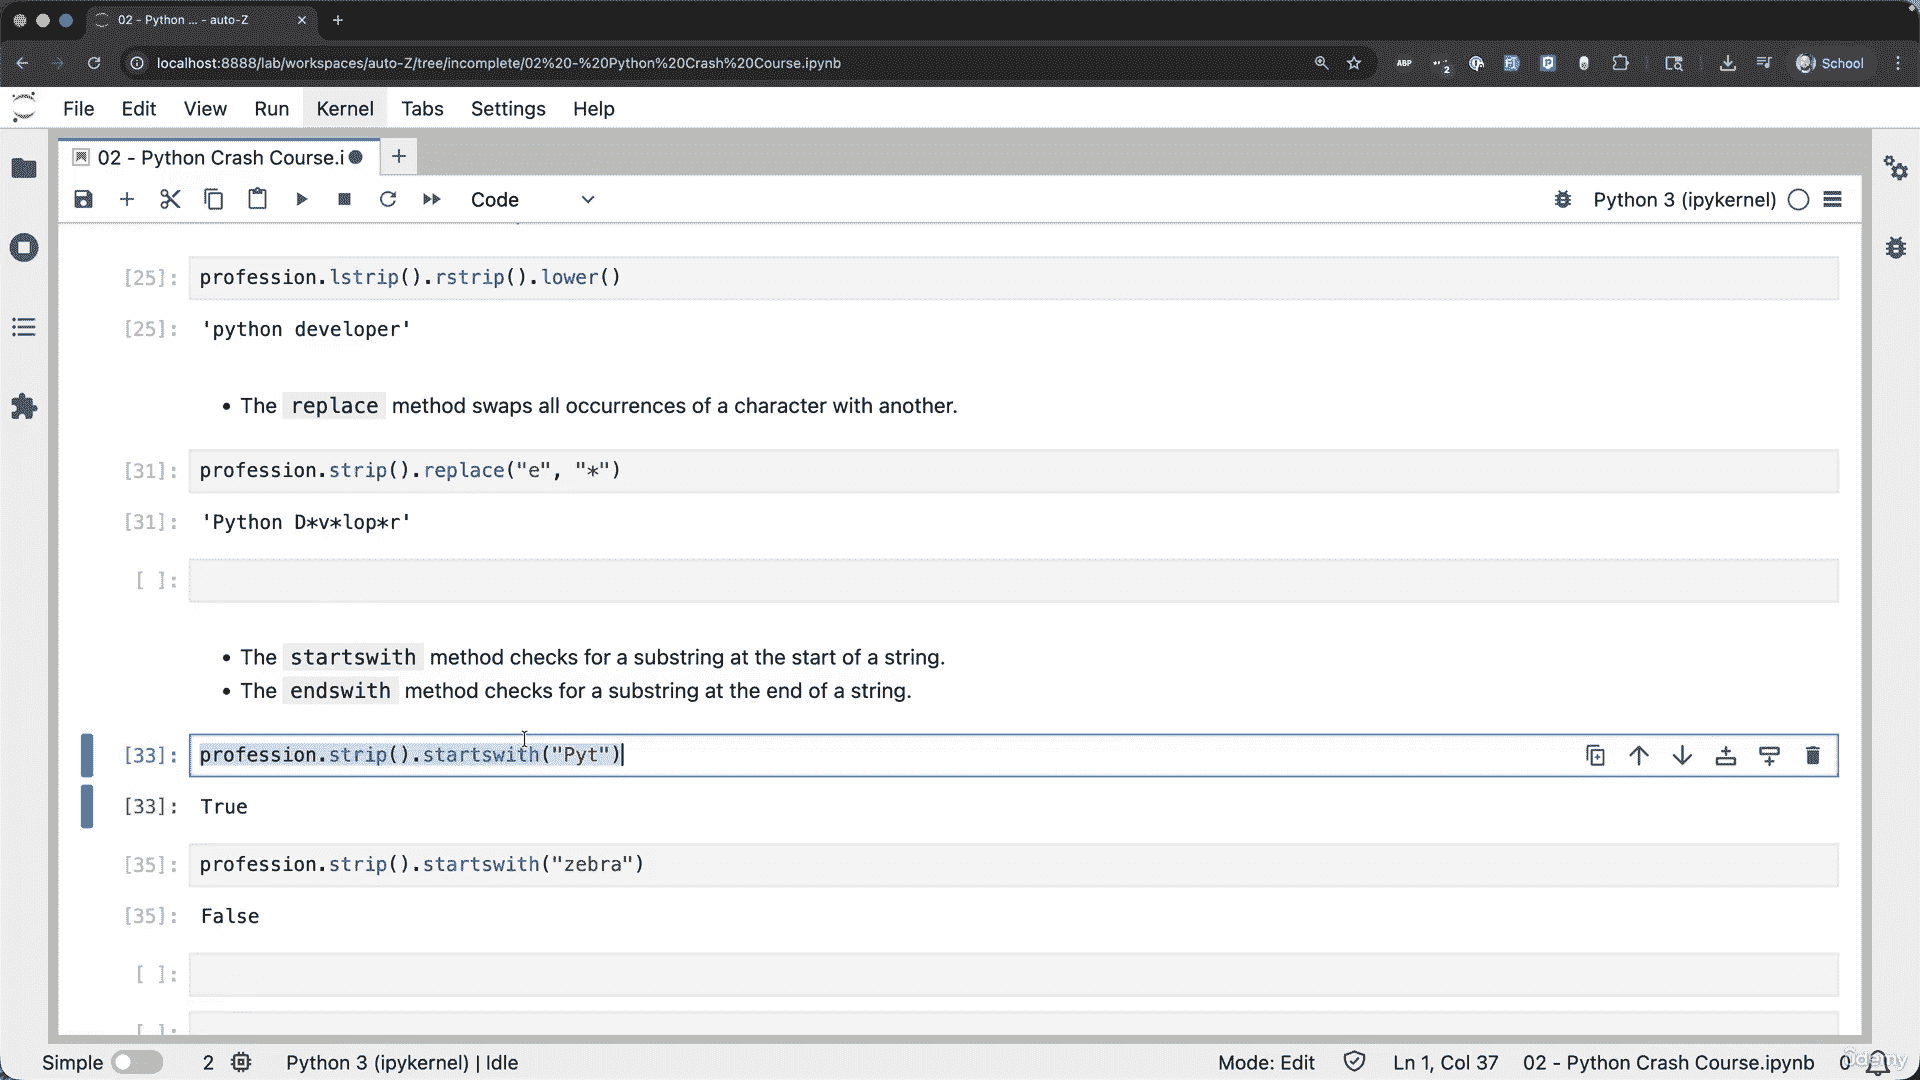 02 - Python ... - auto-Z
localhost:8888/lab/workspaces/auto-Z/tree/incomplete/02%20-%20Python%20Crash%20Course.ipynb
ABP
2
School
File Edit View Run Kernel Tabs Settings Help
02 - Python Crash Course.i
Code
Python 3 (ipykernel)
[25]: profession.lstrip().rstrip().lower()
[25]: 'python developer'
• The replace method swaps all occurrences of a character with another.
[31]: profession.strip().replace("e", "*")
[31]: 'Python D*v*lop*r'
[ ]:
• The startswith method checks for a substring at the start of a string.
• The endswith method checks for a substring at the end of a string.
[33]: profession.strip().startswith("Pyt")
[33]: True
[35]: profession.strip().startswith("zebra")
[35]: False
[ ]:
[ ]:
Simple 2 Python 3 (ipykernel) | Idle Mode: Edit Ln 1, Col 37 02 - Python Crash Course.ipynb 0
udemy